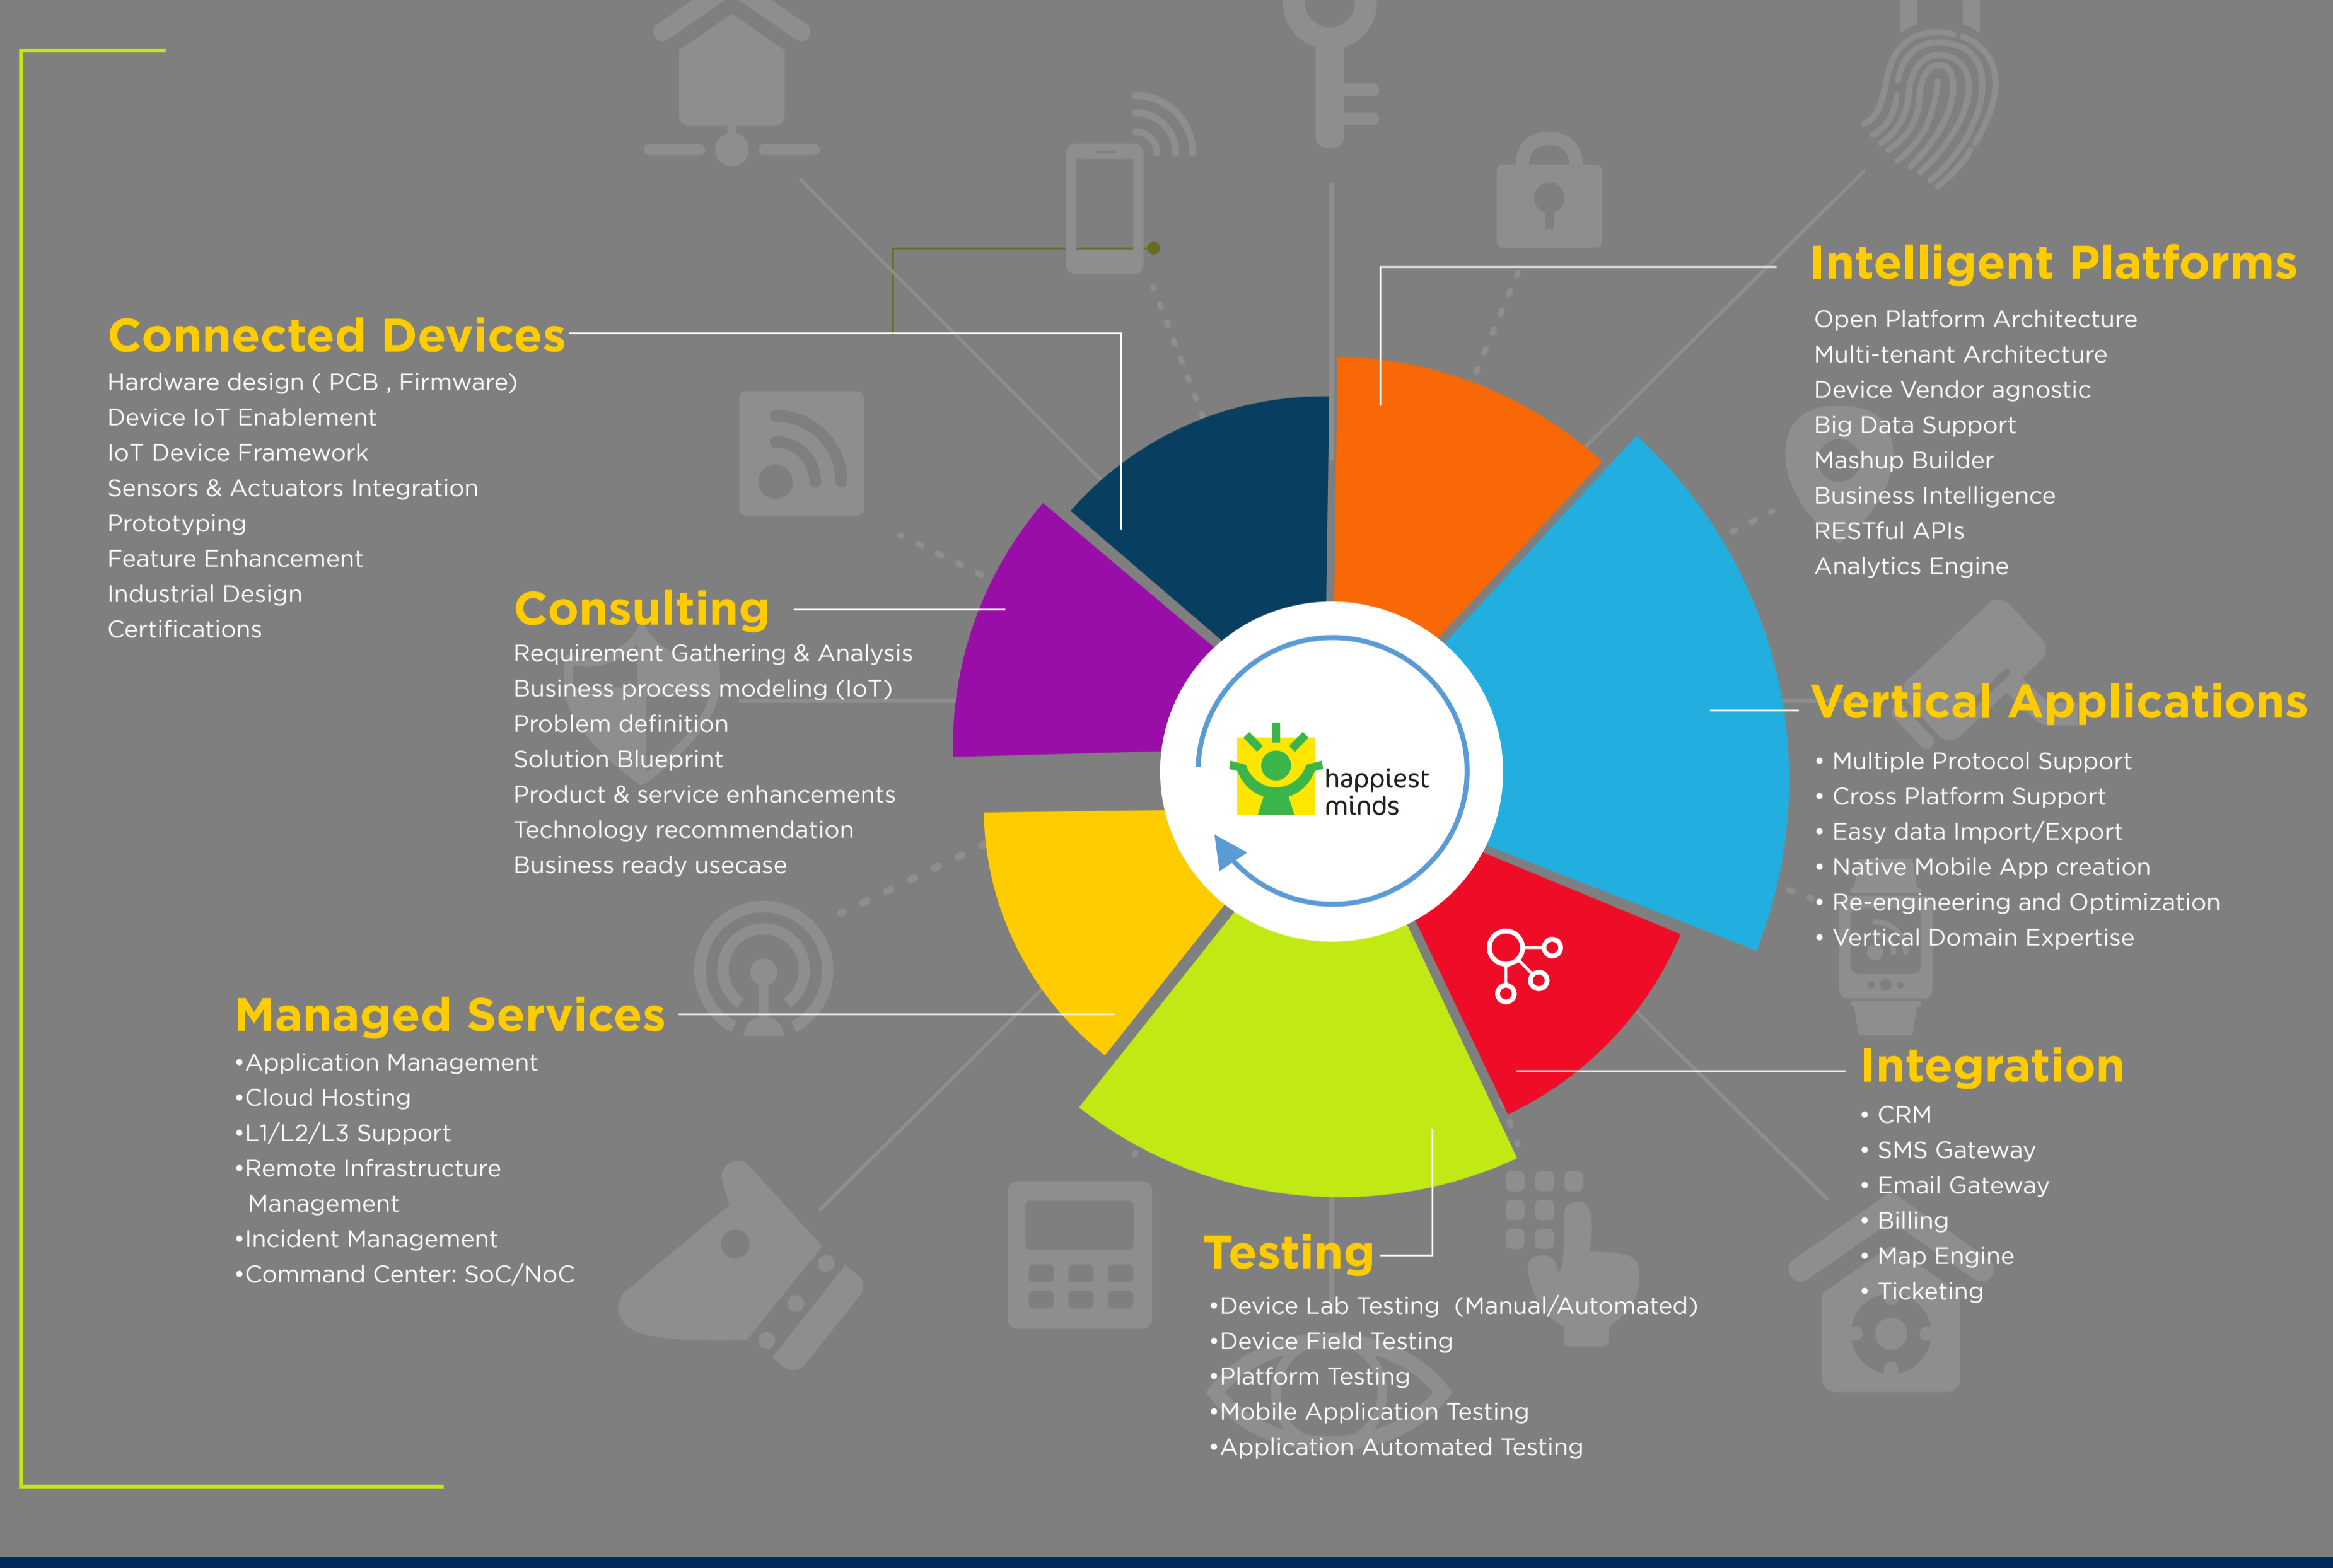 Connected Devices
Hardware design ( PCB , Firmware)
Device IoT Enablement
IoT Device Framework
Sensors & Actuators Integration
Prototyping
Feature Enhancement
Industrial Design
Certifications
Consulting
Requirement Gathering & Analysis
Business process modeling (IoT)
Problem definition
Solution Blueprint
Product & service enhancements
Technology recommendation
Business ready usecase
Managed Services
•Application Management
•Cloud Hosting
•L1/L2/L3 Support
•Remote Infrastructure
Management
•Incident Management
•Command Center: SoC/NoC
happiest
minds
Intelligent Platforms
Open Platform Architecture
Multi-tenant Architecture
Device Vendor agnostic
Big Data Support
Mashup Builder
Business Intelligence
RESTful APIs
Analytics Engine
Vertical Applications
• Multiple Protocol Support
• Cross Platform Support
• Easy data Import/Export
• Native Mobile App creation
• Re-engineering and Optimization
• Vertical Domain Expertise
Integration
• CRM
• SMS Gateway
• Email Gateway
• Billing
• Map Engine
• Ticketing
Testing
•Device Lab Testing (Manual/Automated)
•Device Field Testing
•Platform Testing
•Mobile Application Testing
•Application Automated Testing